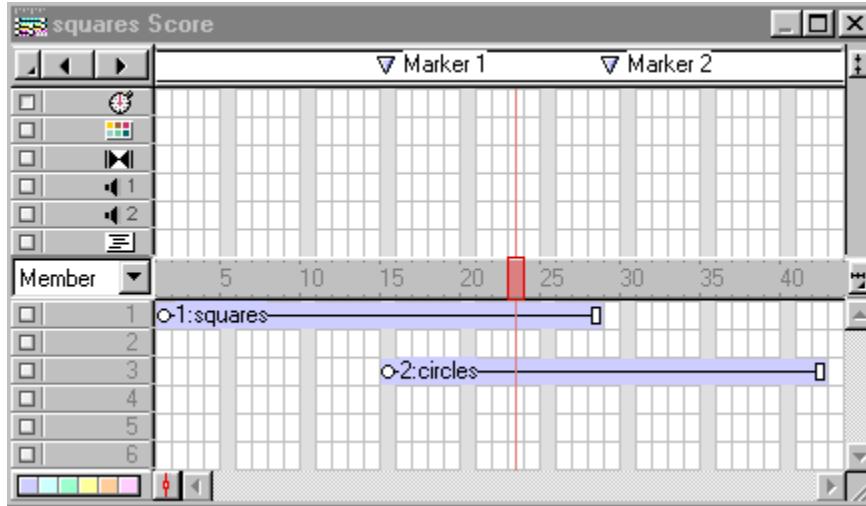 squares Score
Marker 1 Marker 2
1
2
Member 5 10 15 20 25 30 35 40
1 1:squares
2
3 2:circles
4
5
6